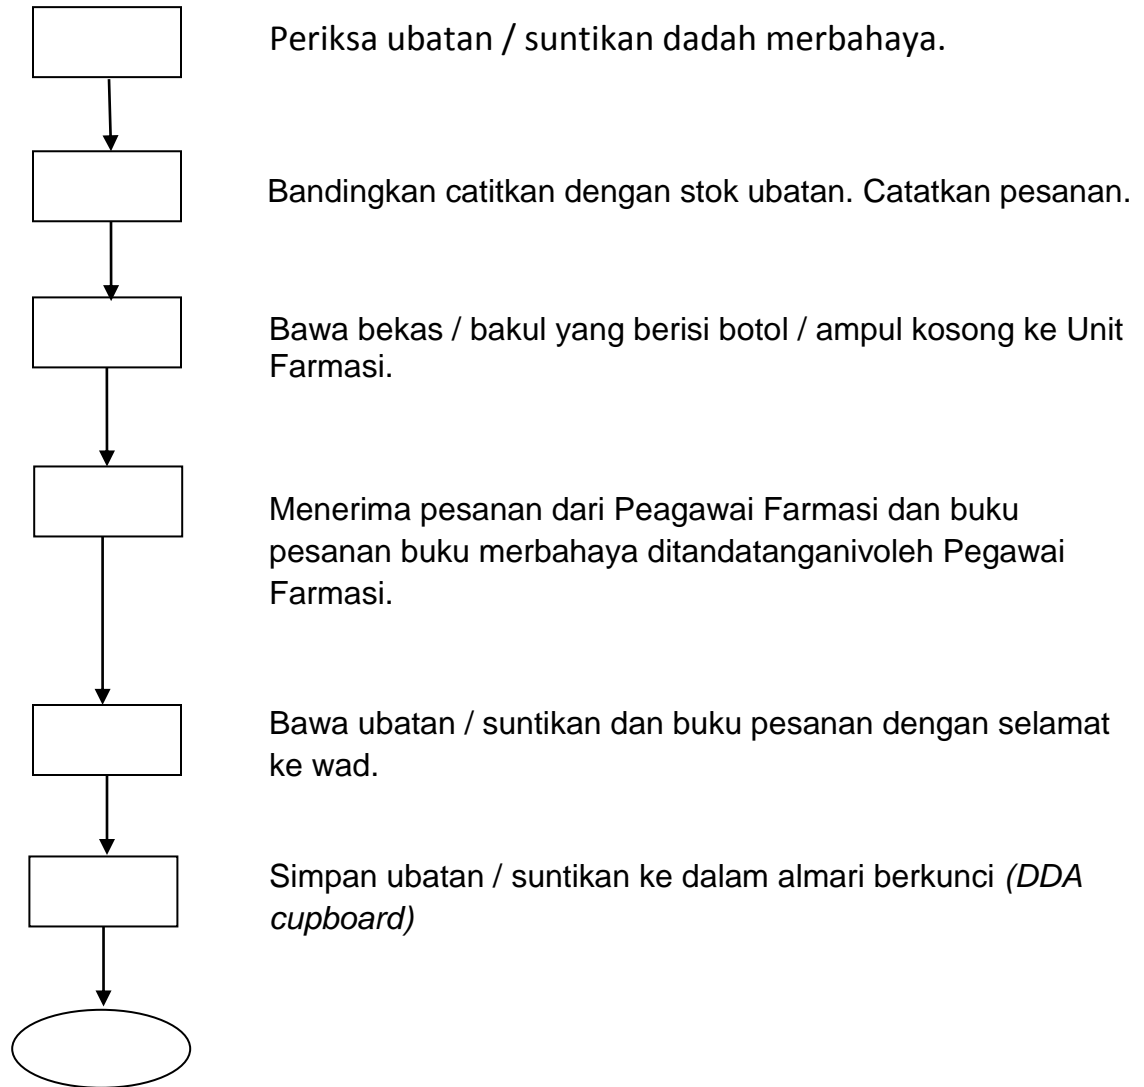 Periksa ubatan / suntikan dadah merbahaya.
Bandingkan catitkan dengan stok ubatan. Catatkan pesanan.
Bawa bekas / bakul yang berisi botol / ampul kosong ke Unit
Farmasi.
Menerima pesanan dari Peagawai Farmasi dan buku
pesanan buku merbahaya ditandatanganivoleh Pegawai
Farmasi.
Bawa ubatan / suntikan dan buku pesanan dengan selamat
ke wad.
Simpan ubatan / suntikan ke dalam almari berkunci (DDA
cupboard)